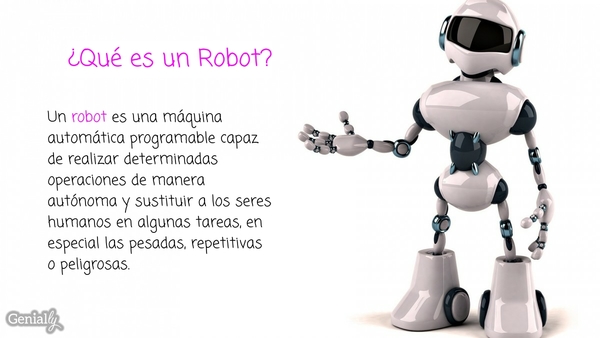 ¿Qué es un Robot?
Un robot es una máquina
automática programable capaz
de realizar determinadas
operaciones de manera
autónoma y sustituir a los seres
humanos en algunas tareas, en
especial las pesadas, repetitivas
o peligrosas.
Genially